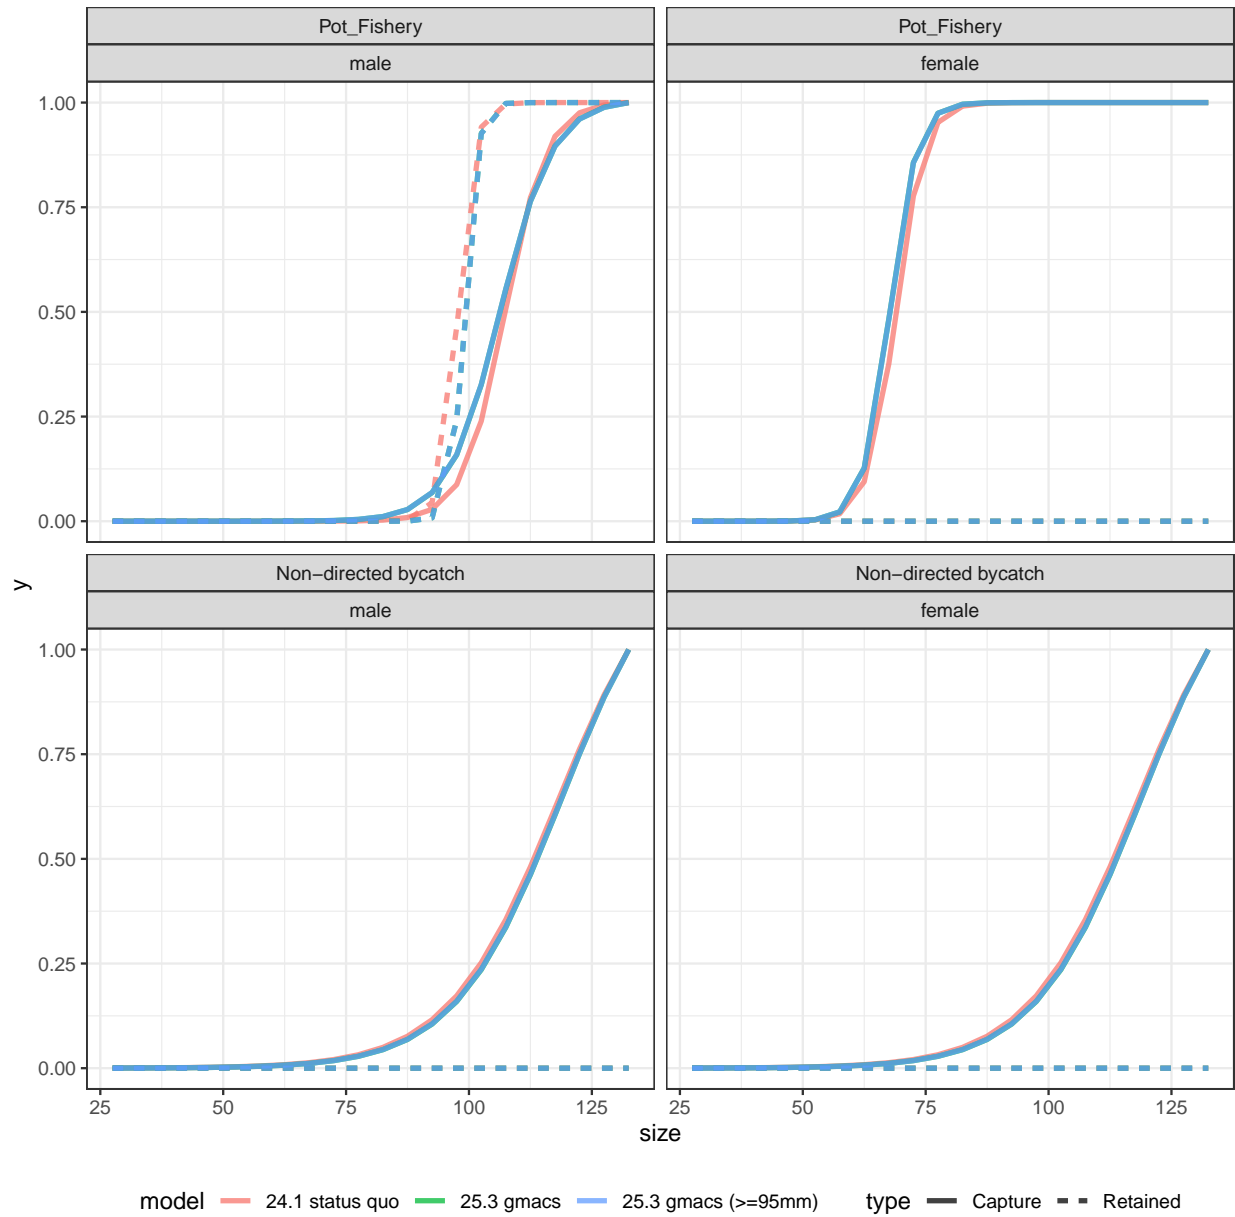 Pot_Fishery
Pot_Fishery
male
female
1.00
0.75
0.50
0.25
0.00
Non−directed bycatch
Non−directed bycatch
male
female
1.00
0.75
0.50
0.25
0.00
y
25 50 75 100 125
25 50 75 100 125
size
model 24.1 status quo 25.3 gmacs 25.3 gmacs (>=95mm) type Capture Retained